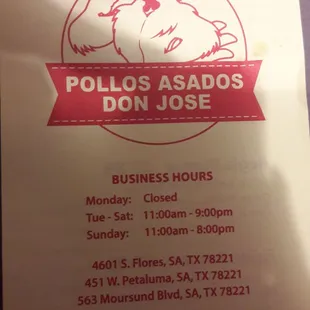 POLLOS ASADOS
DON JOSE
BUSINESS HOURS
Monday: Closed
Tue - Sat: 11:00am - 9:00pm
Sunday: 11:00am - 8:00pm
4601 S. Flores, SA, TX 78221
451 W. Petaluma, SA, TX 78221
563 Moursund Blvd, SA, TX 78221